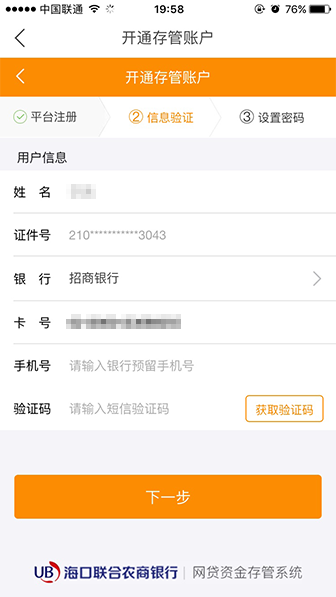 中国联通 19:58 76%
开通存管账户
开通存管账户
平台注册 ② 信息验证 ③ 设置密码
用户信息
姓 名
证件号 210***********3043
银 行 招商银行
卡 号
手机号 请输入银行预留手机号
验证码 请输入短信验证码 获取验证码
下一步
UB 海口联合农商银行 | 网贷资金存管系统